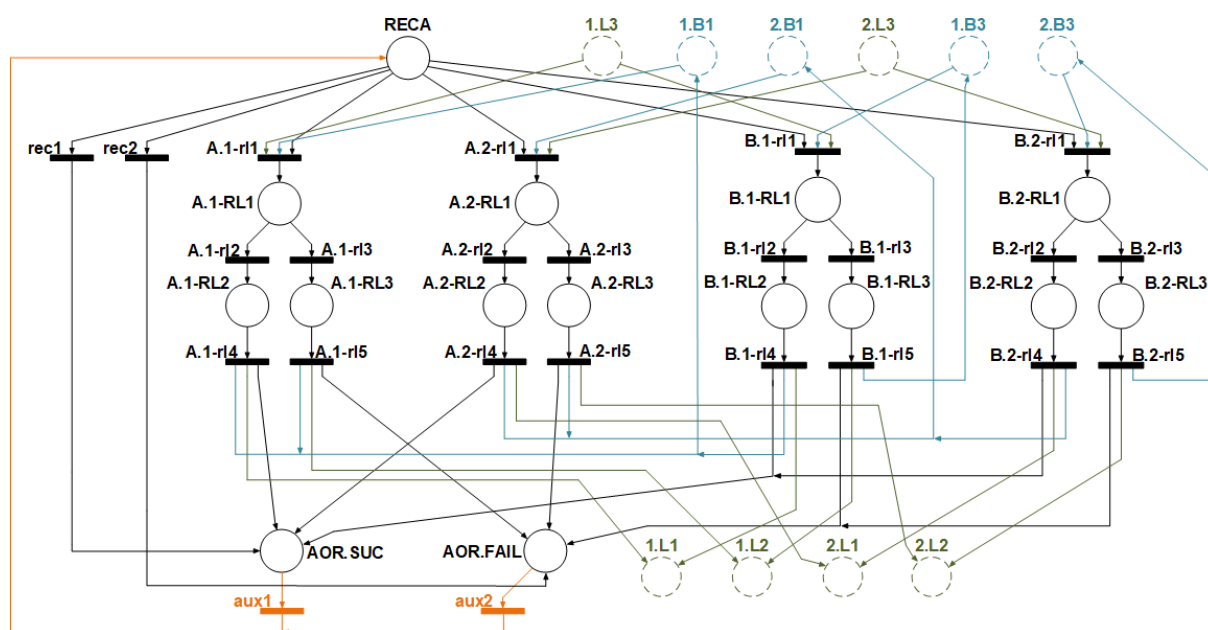 RECA 1.L3 1.B1 2.B1 2.L3 1.B3 2.B3
rec1 rec2 A.1-rl1 A.2-rl1 B.1-rl1 B.2-rl1
A.1-RL1 A.2-RL1 B.1-RL1 B.2-RL1
A.1-rl2 A.1-rl3 A.2-rl2 A.2-rl3 B.1-rl2 B.1-rl3 B.2-rl2 B.2-rl3
A.1-RL2 A.1-RL3 A.2-RL2 A.2-RL3 B.1-RL2 B.1-RL3 B.2-RL2 B.2-RL3
A.1-rl4 A.1-rl5 A.2-rl4 A.2-rl5 B.1-rl4 B.1-rl5 B.2-rl4 B.2-rl5
AOR.SUC AOR.FAIL 1.L1 1.L2 2.L1 2.L2
aux1 aux2